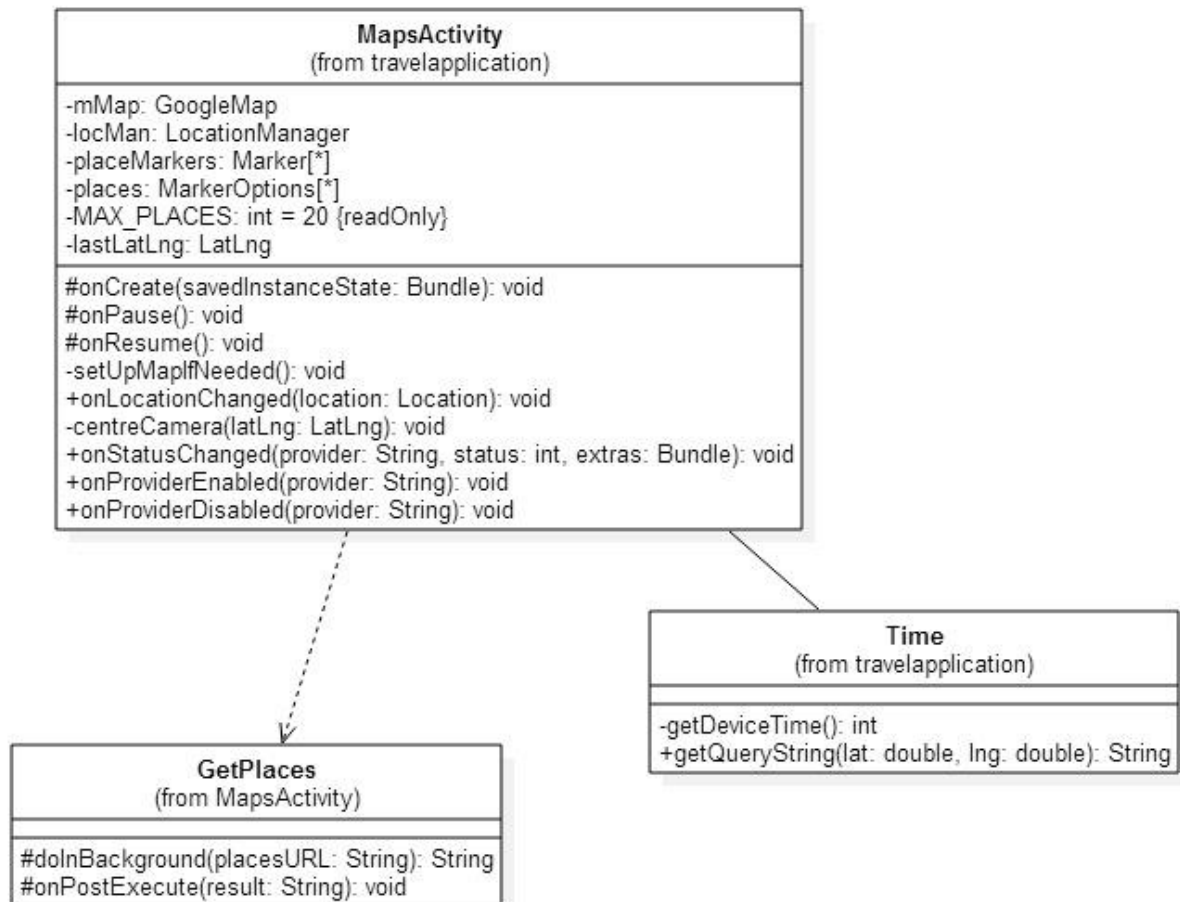 MapsActivity
(from travelapplication)
-mMap: GoogleMap
-locMan: LocationManager
-placeMarkers: Marker[*]
-places: MarkerOptions[*]
-MAX_PLACES: int = 20 {readOnly}
-lastLatLng: LatLng
#onCreate(savedInstanceState: Bundle): void
#onPause(): void
#onResume(): void
-setUpMapIfNeeded(): void
+onLocationChanged(location: Location): void
-centreCamera(latLng: LatLng): void
+onStatusChanged(provider: String, status: int, extras: Bundle): void
+onProviderEnabled(provider: String): void
+onProviderDisabled(provider: String): void
Time
(from travelapplication)
-getDeviceTime(): int
+getQueryString(lat: double, lng: double): String
GetPlaces
(from MapsActivity)
#doInBackground(placesURL: String): String
#onPostExecute(result: String): void